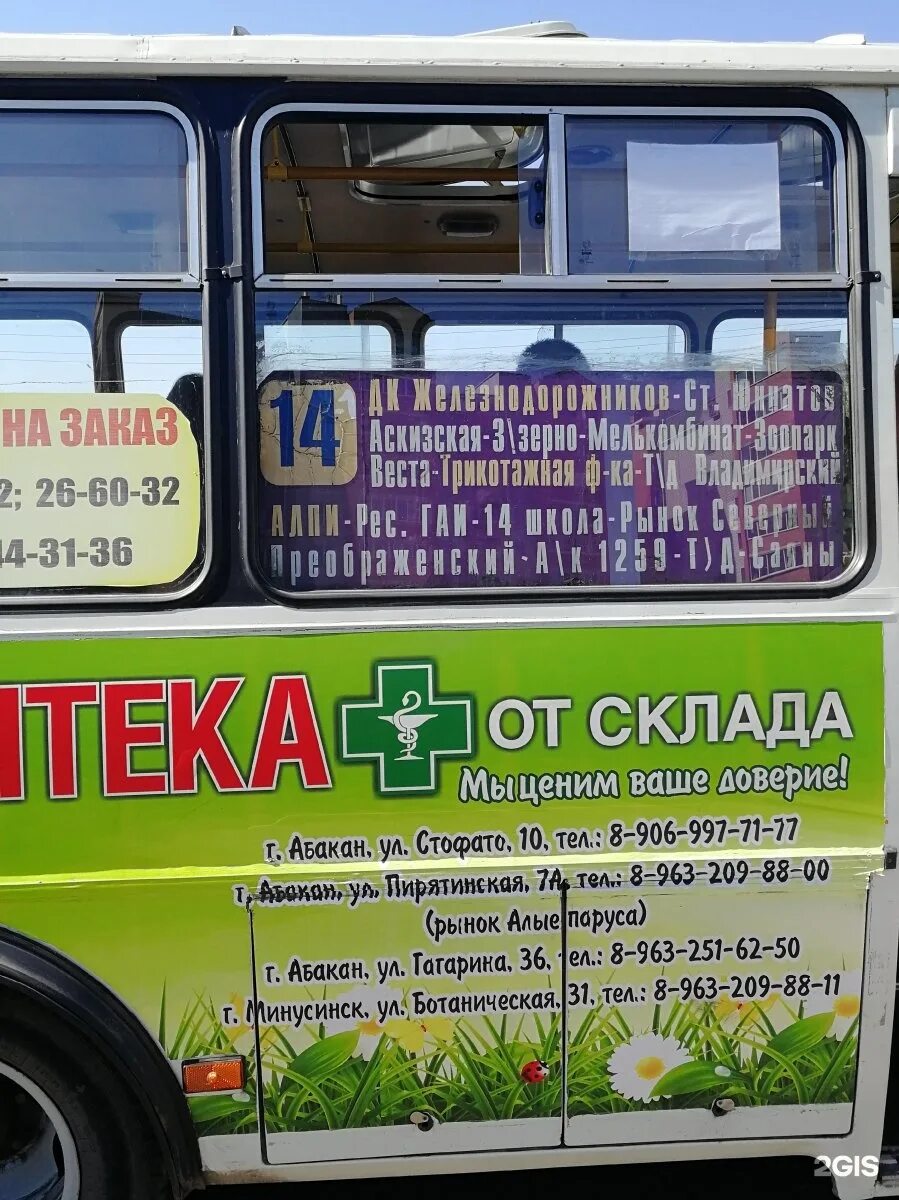 НА ЗАКАЗ
2; 26-60-32
44-31-36
14
ДК Железнодорожников-Ст. Юннатов
Аскизская-З\зерно-Мелькомбинат-Зоопарк
Веста-Трикотажная ф-ка-Т\д Владимирский
АЛПИ-Рес. ГАИ-14 школа-Рынок Северный
Преображенский-А\к 1259-Т)Д-Саяны
ПТЕКА ОТ СКЛАДА
Мы ценим ваше доверие!
г. Абакан, ул. Стофато, 10, тел.: 8-906-997-71-77
г. Абакан, ул. Пирятинская, 7А, тел.: 8-963-209-88-00
(рынок Алые паруса)
г. Абакан, ул. Гагарина, 36, тел.: 8-963-251-62-50
г. Минусинск, ул. Ботаническая, 31, тел.: 8-963-209-88-11
2GIS